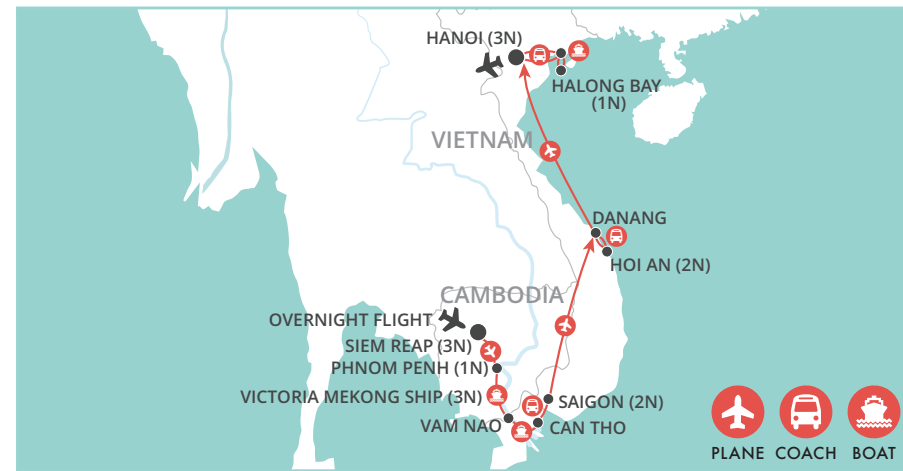 HANOI (3N)
HALONG BAY
(1N)
VIETNAM
DANANG
HOI AN (2N)
CAMBODIA
OVERNIGHT FLIGHT
SIEM REAP (3N)
PHNOM PENH (1N)
VICTORIA MEKONG SHIP (3N)
SAIGON (2N)
VAM NAO
CAN THO
PLANE COACH BOAT